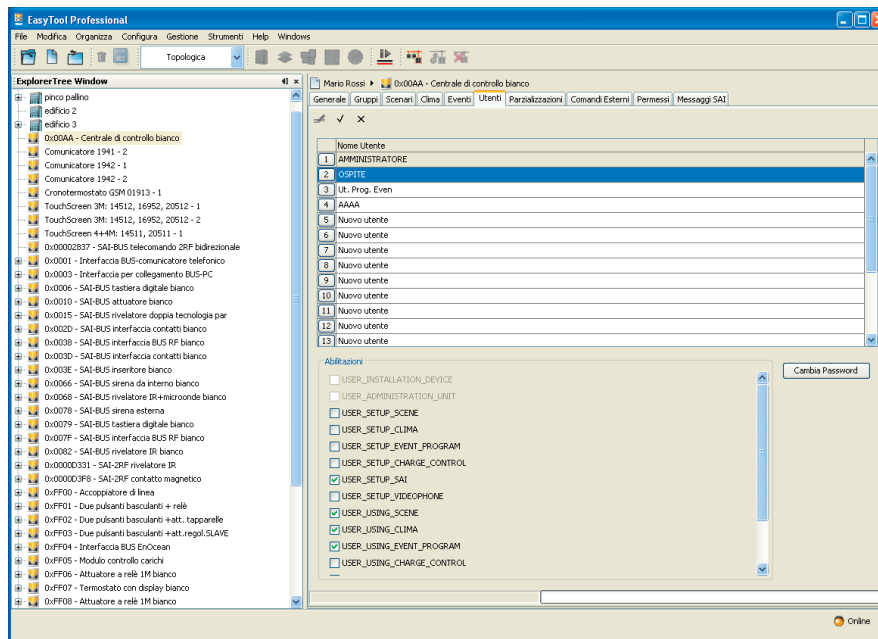 EasyTool Professional
File Modifica Organizza Configura Gestione Strumenti Help Windows
Topologica
ExplorerTree Window
pinco pallino
edificio 2
edificio 3
0x00AA - Centrale di controllo bianco
Comunicatore 1941 - 2
Comunicatore 1942 - 1
Comunicatore 1942 - 2
Cronotermostato GSM 01913 - 1
TouchScreen 3M: 14512, 16952, 20512 - 1
TouchScreen 3M: 14512, 16952, 20512 - 2
TouchScreen 4+4M: 14511, 20511 - 1
0x00002837 - SAI-BUS telecomando 2RF bidirezionale
0x0001 - Interfaccia BUS-comunicatore telefonico
0x0003 - Interfaccia per collegamento BUS-PC
0x0006 - SAI-BUS tastiera digitale bianco
0x0010 - SAI-BUS attuatore bianco
0x0015 - SAI-BUS rivelatore doppia tecnologia par
0x002D - SAI-BUS interfaccia contatti bianco
0x0038 - SAI-BUS interfaccia BUS RF bianco
0x003D - SAI-BUS interfaccia contatti bianco
0x003E - SAI-BUS inseritore bianco
0x0066 - SAI-BUS sirena da interno bianco
0x0068 - SAI-BUS rivelatore IR+microonde bianco
0x0078 - SAI-BUS sirena esterna
0x0079 - SAI-BUS tastiera digitale bianco
0x007F - SAI-BUS interfaccia BUS RF bianco
0x0082 - SAI-BUS rivelatore IR bianco
0x0000D331 - SAI-2RF rivelatore IR
0x0000D3F8 - SAI-2RF contatto magnetico
0xFF00 - Accoppiatore di linea
0xFF01 - Due pulsanti basculanti + relè
0xFF02 - Due pulsanti basculanti +att. tapparelle
0xFF03 - Due pulsanti basculanti +att.regol.SLAVE
0xFF04 - Interfaccia BUS EnOcean
0xFF05 - Modulo controllo carichi
0xFF06 - Attuatore a relè 1M bianco
0xFF07 - Termostato con display bianco
0xFF08 - Attuatore a relè 1M bianco
Mario Rossi 0x00AA - Centrale di controllo bianco
Generale Gruppi Scenari Clima Eventi Utenti Parzializzazioni Comandi Esterni Permessi Messaggi SAI
Nome Utente
1 AMMINISTRATORE
2 OSPITE
3 Ut. Prog. Even
4 AAAA
5 Nuovo utente
6 Nuovo utente
7 Nuovo utente
8 Nuovo utente
9 Nuovo utente
10 Nuovo utente
11 Nuovo utente
12 Nuovo utente
13 Nuovo utente
Abilitazioni
USER_INSTALLATION_DEVICE
USER_ADMINISTRATION_UNIT
USER_SETUP_SCENE
USER_SETUP_CLIMA
USER_SETUP_EVENT_PROGRAM
USER_SETUP_CHARGE_CONTROL
USER_SETUP_SAI
USER_SETUP_VIDEOPHONE
USER_USING_SCENE
USER_USING_CLIMA
USER_USING_EVENT_PROGRAM
USER_USING_CHARGE_CONTROL
Cambia Password
Online